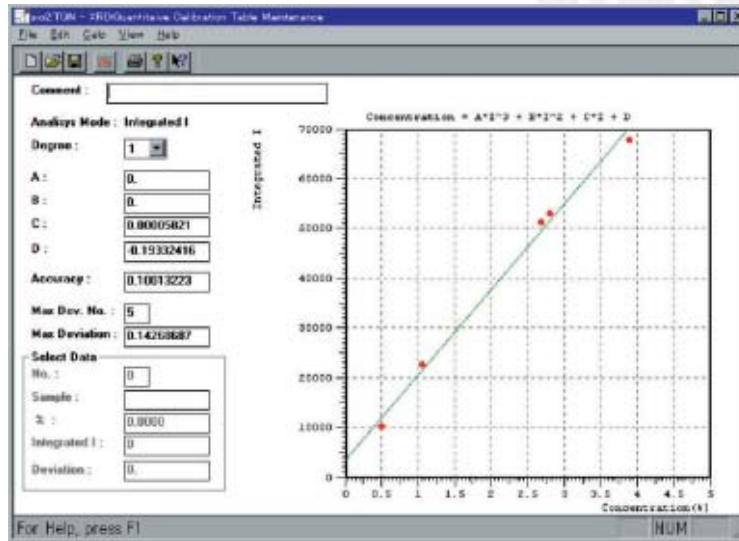 XRDQuantitaive Calibration Table Maintenance
File Edit Calc View Help
Comment :
Analisys Mode : Integrated I
Degree : 1
A : 0.
B : 0.
C : 0.00005821
D : -0.19332416
Accuracy : 0.10013223
Max Dev. No. : 5
Max Deviation : 0.14268687
Select Data
No. : 0
Sample :
% : 0.0000
Integrated I : 0
Deviation : 0.
Concentration = A*I^3 + B*I^2 + C*I + D
Integrated I
70000
60000
50000
40000
30000
20000
10000
0
0 0.5 1 1.5 2 2.5 3 3.5 4 4.5 5
Concentration(%)
For Help, press F1
NUM